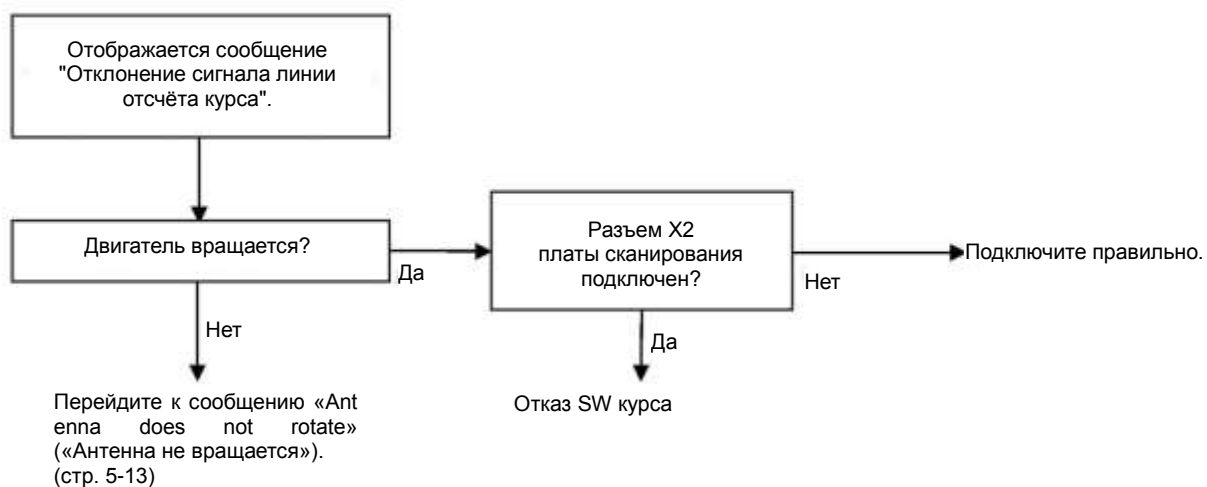 Отображается сообщение
"Отклонение сигнала линии
отсчёта курса".
Двигатель вращается?
Да
Разъем X2
платы сканирования
подключен?
Нет
Подключите правильно.
Нет
Да
Перейдите к сообщению «Ant
enna does not rotate»
(«Антенна не вращается»).
(стр. 5-13)
Отказ SW курса